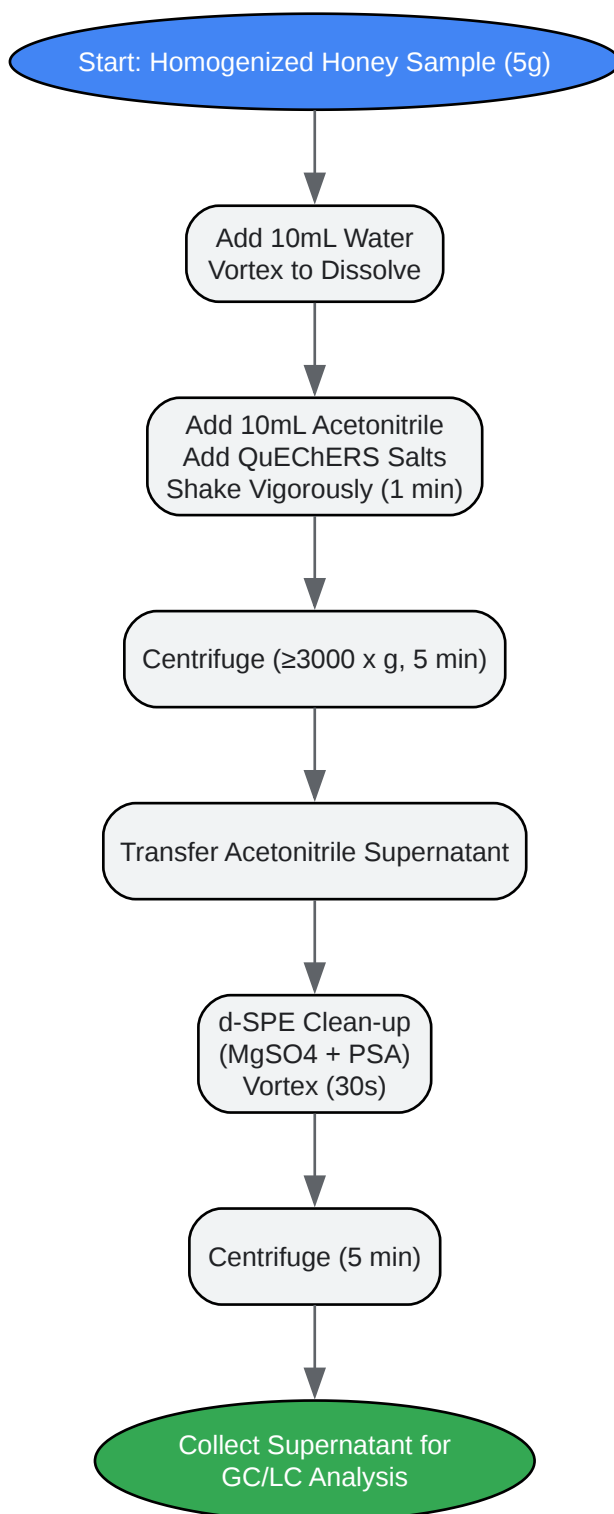 Start: Homogenized Honey Sample (5g)
Add 10mL Water
Vortex to Dissolve
Add 10mL Acetonitrile
Add QuEChERS Salts
Shake Vigorously (1 min)
Centrifuge (≥3000 x g, 5 min)
Transfer Acetonitrile Supernatant
d-SPE Clean-up
(MgSO4 + PSA)
Vortex (30s)
Centrifuge (5 min)
Collect Supernatant for
GC/LC Analysis